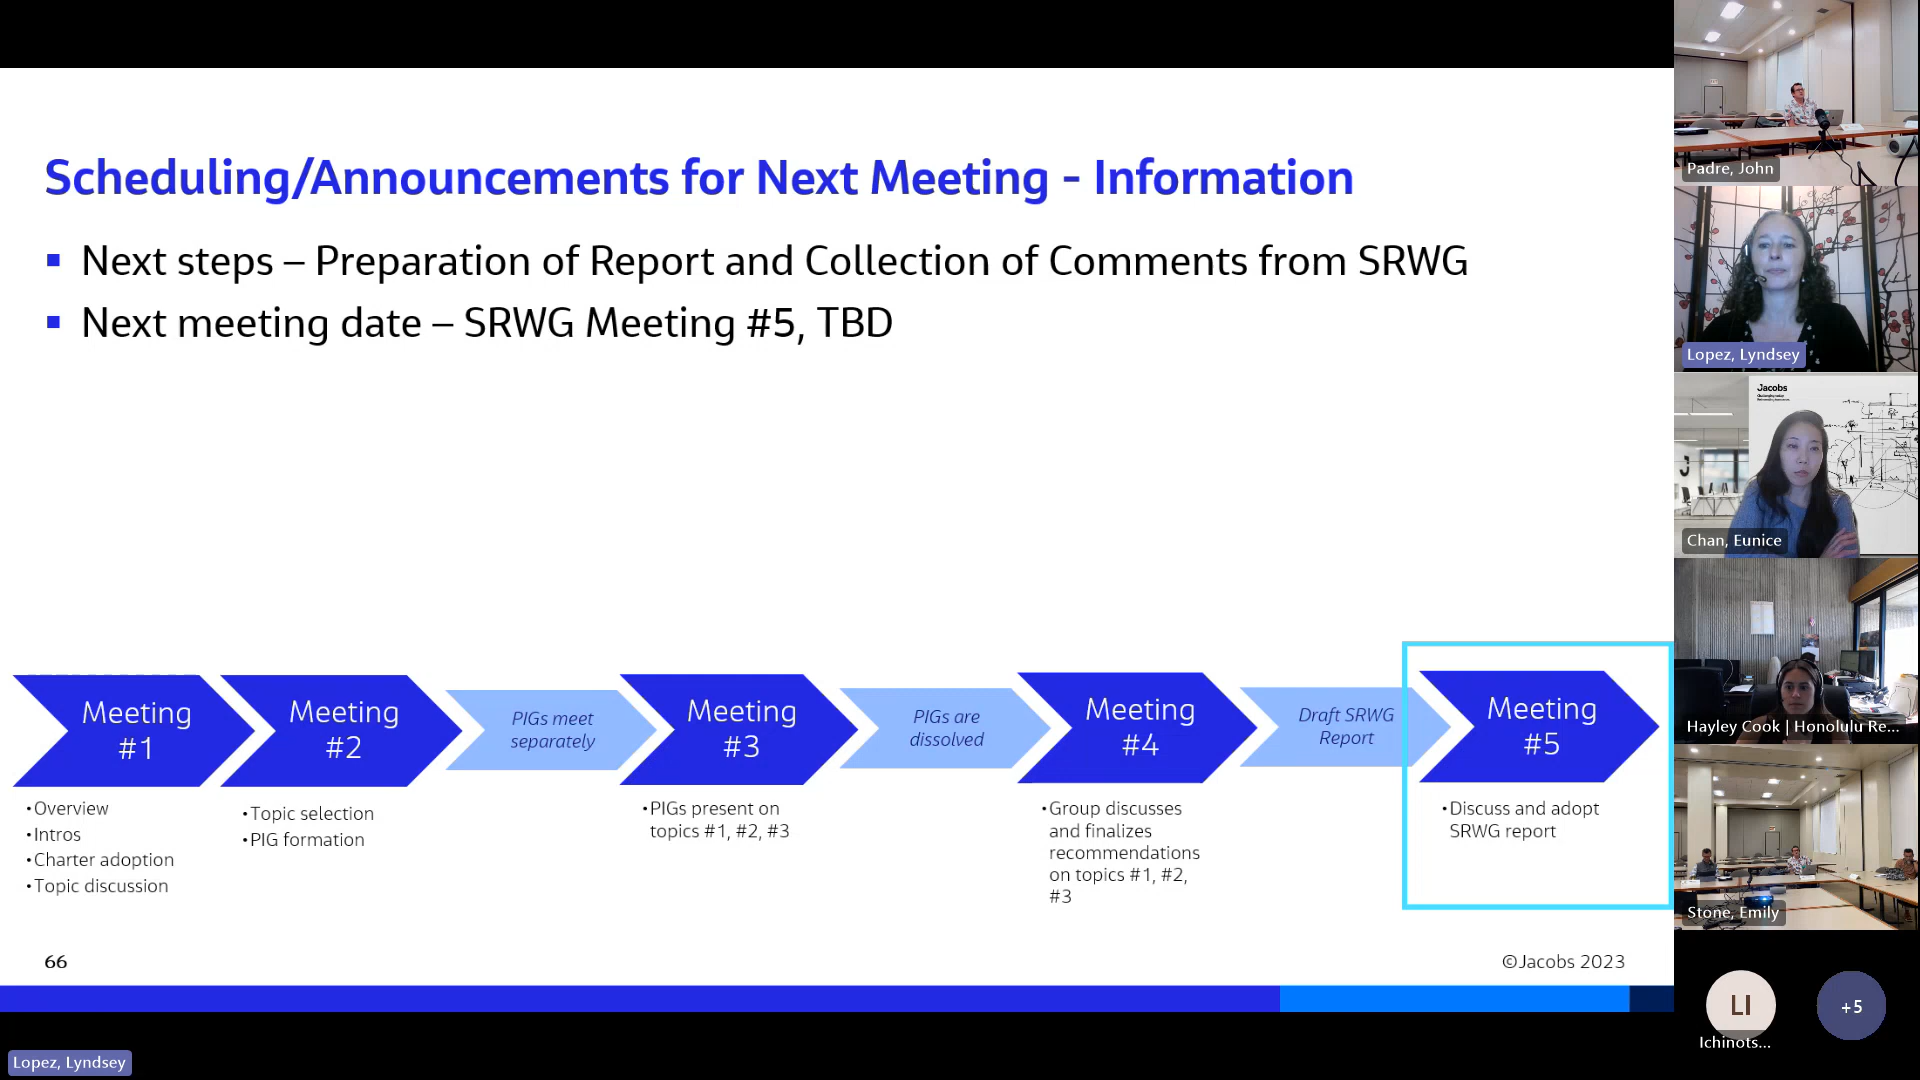 Scheduling/Announcements for Next Meeting - Information
▪ Next steps – Preparation of Report and Collection of Comments from SRWG
▪ Next meeting date – SRWG Meeting #5, TBD
Meeting
#1
Meeting
#2
PIGs meet
separately
Meeting
#3
PIGs are
dissolved
Meeting
#4
Draft SRWG
Report
Meeting
#5
•Overview
•Intros
•Charter adoption
•Topic discussion
•Topic selection
•PIG formation
•PIGs present on
topics #1, #2, #3
•Group discusses
and finalizes
recommendations
on topics #1, #2,
#3
•Discuss and adopt
SRWG report
66
©Jacobs 2023
Lopez, Lyndsey
Padre, John
Lopez, Lyndsey
Jacobs
Chan, Eunice
Hayley Cook | Honolulu Re...
Stone, Emily
LI
Ichinots...
+5